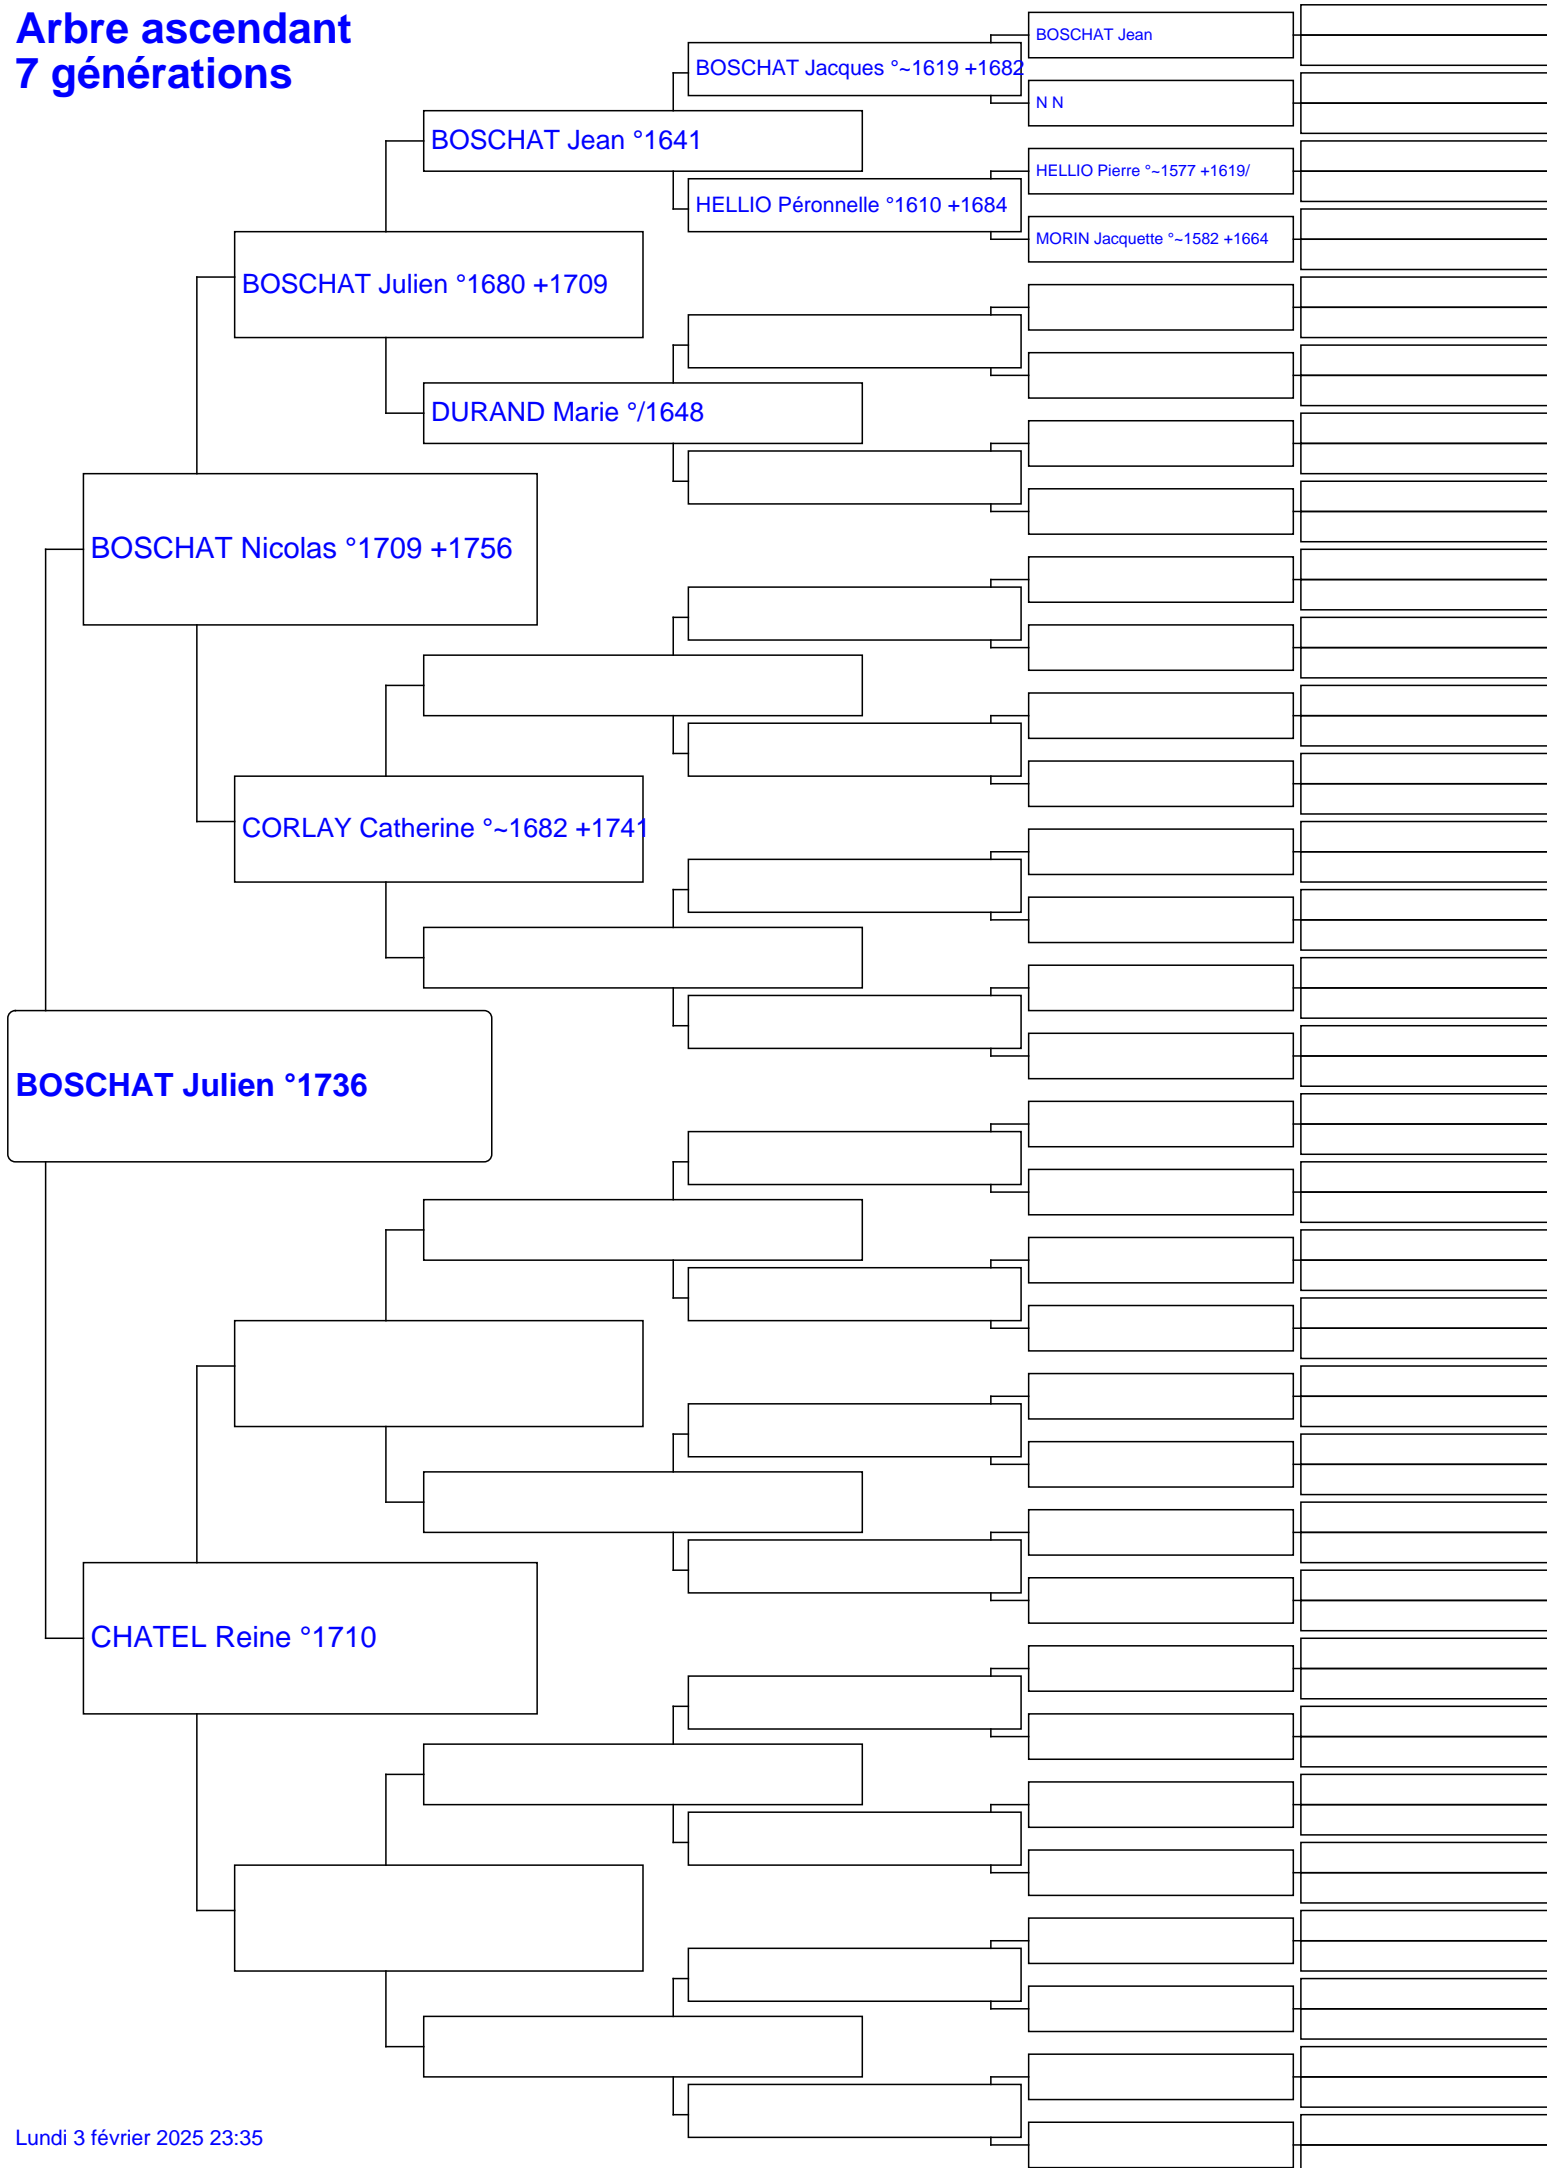 Arbre ascendant
7 générations
BOSCHAT Jean
BOSCHAT Jacques °~1619 +1682
N N
BOSCHAT Jean °1641
HELLIO Pierre °~1577 +1619/
HELLIO Péronnelle °1610 +1684
MORIN Jacquette °~1582 +1664
BOSCHAT Julien °1680 +1709
DURAND Marie °/1648
BOSCHAT Nicolas °1709 +1756
CORLAY Catherine °~1682 +1741
BOSCHAT Julien °1736
CHATEL Reine °1710
Lundi 3 février 2025 23:35